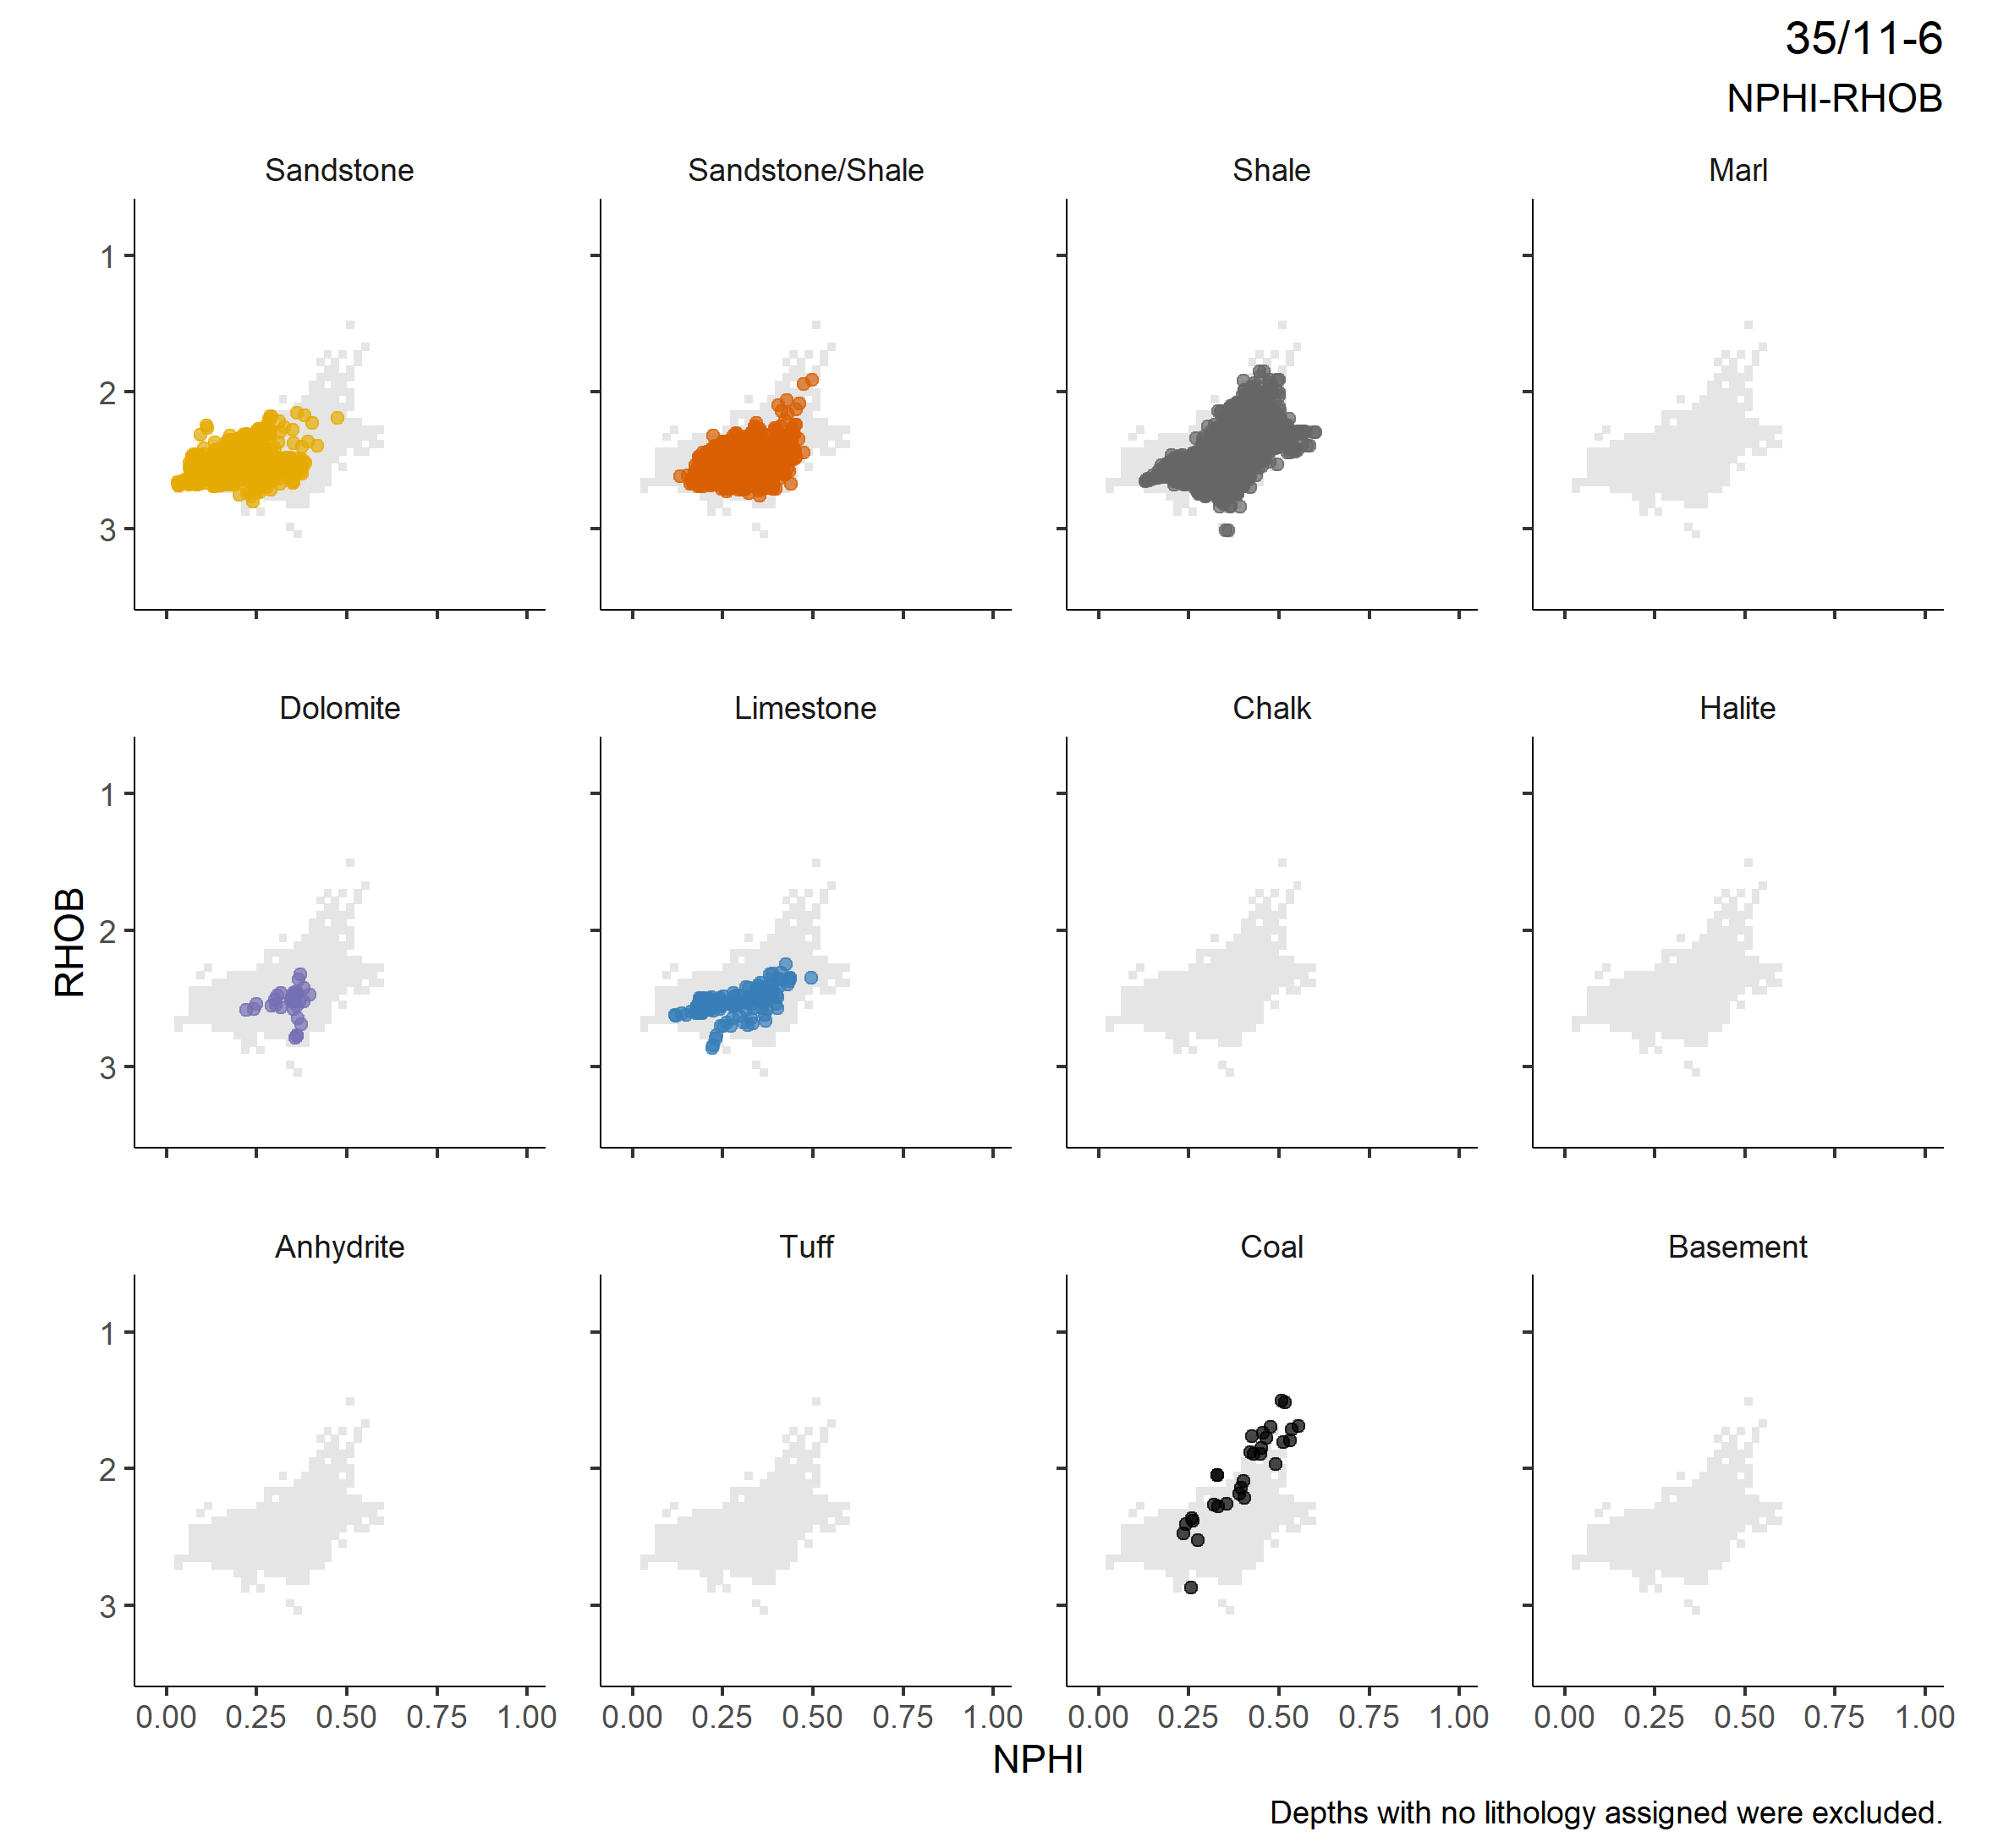 35/11-6
NPHI-RHOB
Sandstone
Sandstone/Shale
Shale
Marl
1
2
3
Dolomite
Limestone
Chalk
Halite
1
2
3
RHOB
Anhydrite
Tuff
Coal
Basement
1
2
3
0.00 0.25 0.50 0.75 1.00
0.00 0.25 0.50 0.75 1.00
0.00 0.25 0.50 0.75 1.00
0.00 0.25 0.50 0.75 1.00
NPHI
Depths with no lithology assigned were excluded.